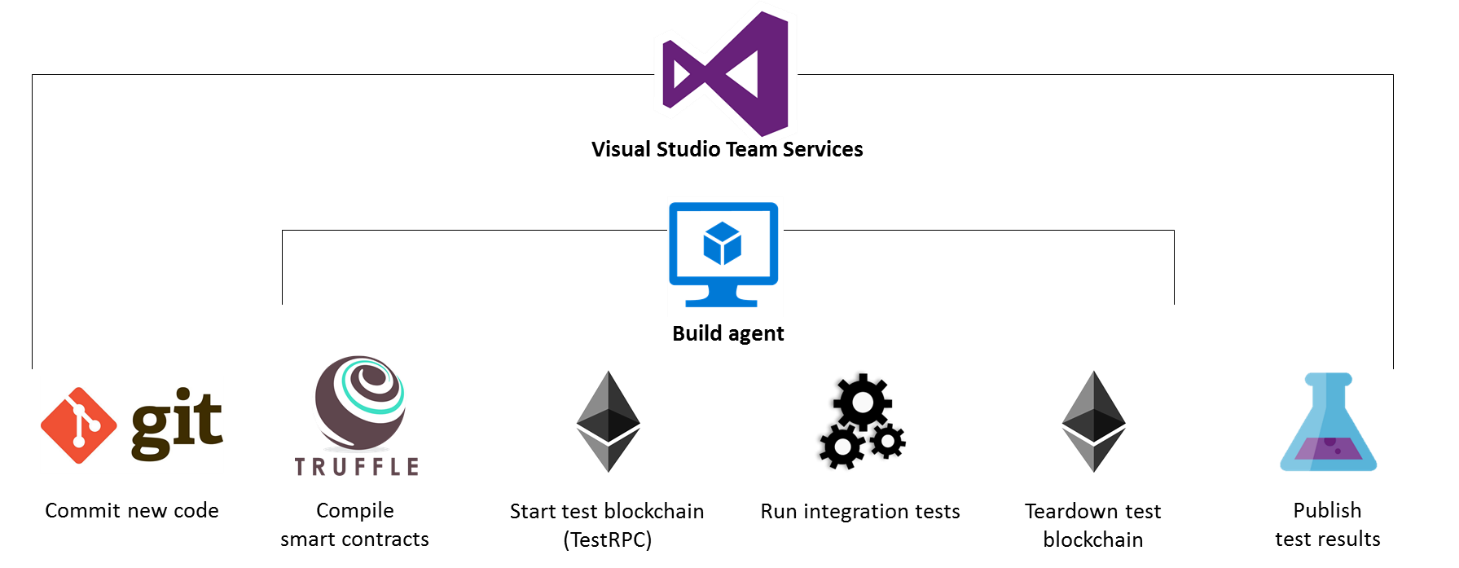 Visual Studio Team Services
Build agent
git
TRUFFLE
Commit new code
Compile
smart contracts
Start test blockchain
(TestRPC)
Run integration tests
Teardown test
blockchain
Publish
test results